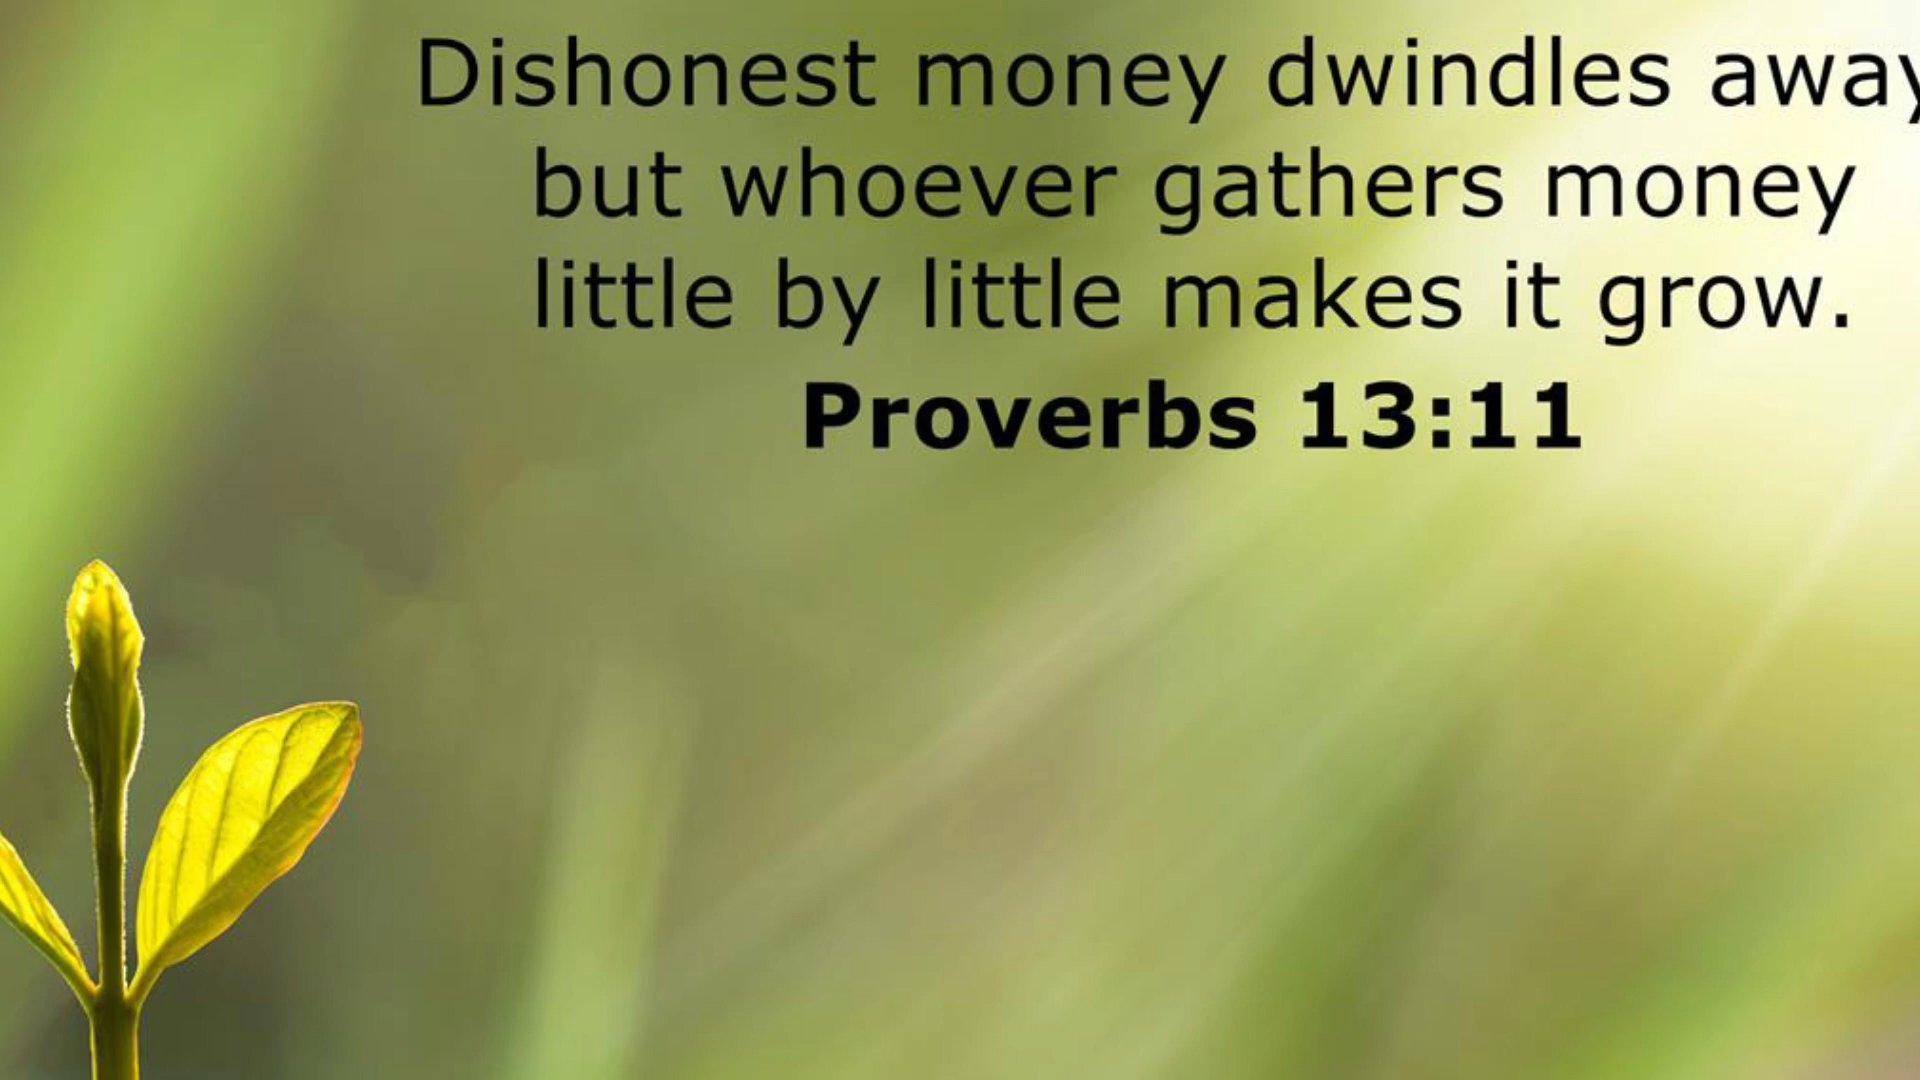 Dishonest money dwindles away
but whoever gathers money
little by little makes it grow.
Proverbs 13:11